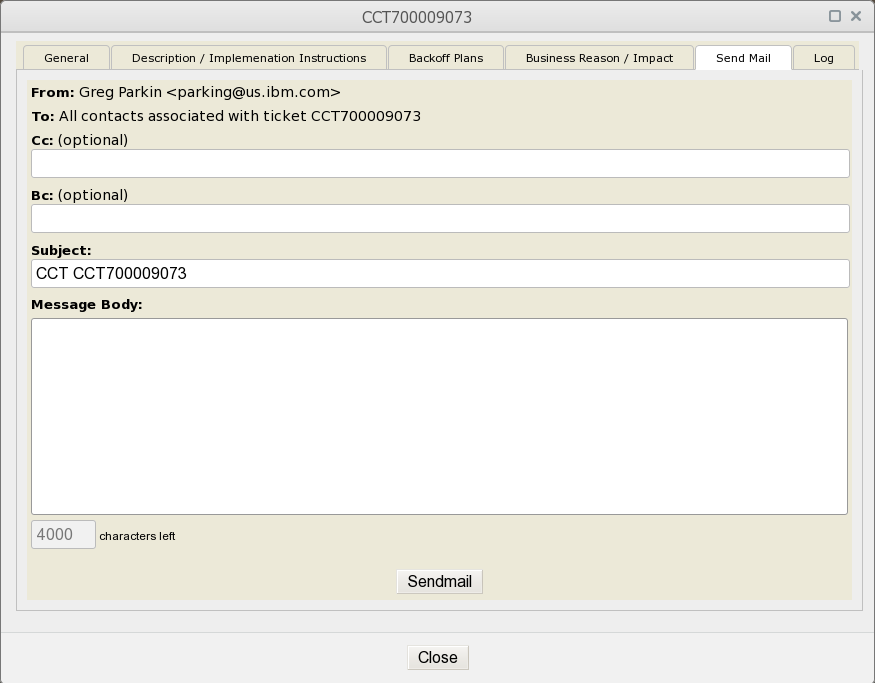 CCT700009073
General Description / Implemenation Instructions Backoff Plans Business Reason / Impact Send Mail Log
From: Greg Parkin <parking@us.ibm.com>
To: All contacts associated with ticket CCT700009073
Cc: (optional)
Bc: (optional)
Subject:
CCT CCT700009073
Message Body:
4000 characters left
Sendmail
Close